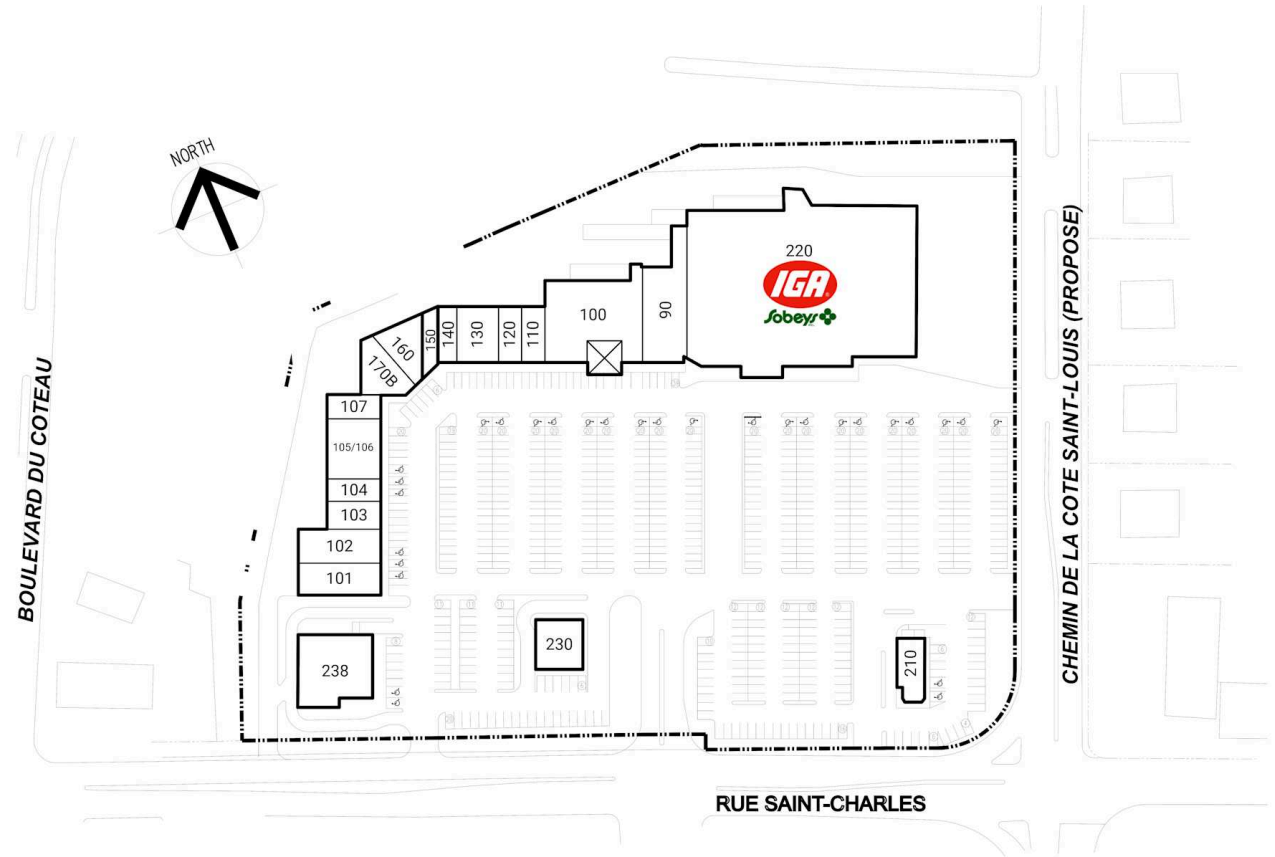 NORTH
220
IGA
Sobeys
100
90
110
120
130
140
150
160
170B
107
105/106
104
103
102
101
238
230
210
BOULEVARD DU COTEAU
CHEMIN DE LA COTE SAINT-LOUIS (PROPOSE)
RUE SAINT-CHARLES